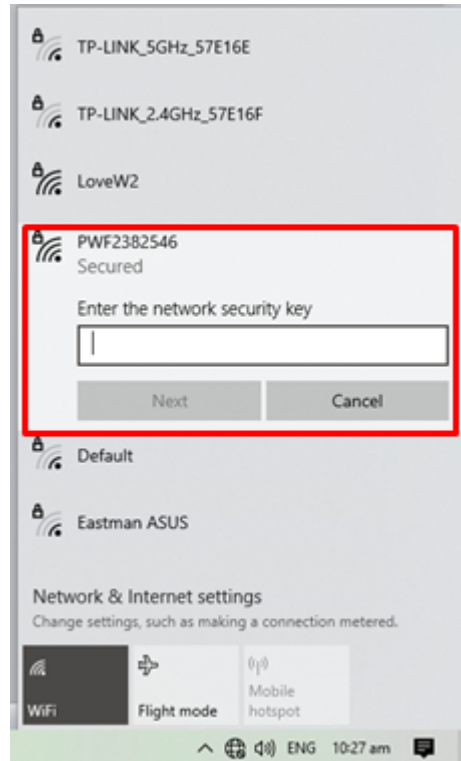 TP-LINK_5GHz_57E16E
TP-LINK_2.4GHz_57E16F
LoveW2
PWF2382546
Secured
Enter the network security key
Next Cancel
Default
Eastman ASUS
Network & Internet settings
Change settings, such as making a connection metered.
WiFi
Flight mode
Mobile
hotspot
ENG 10:27 am